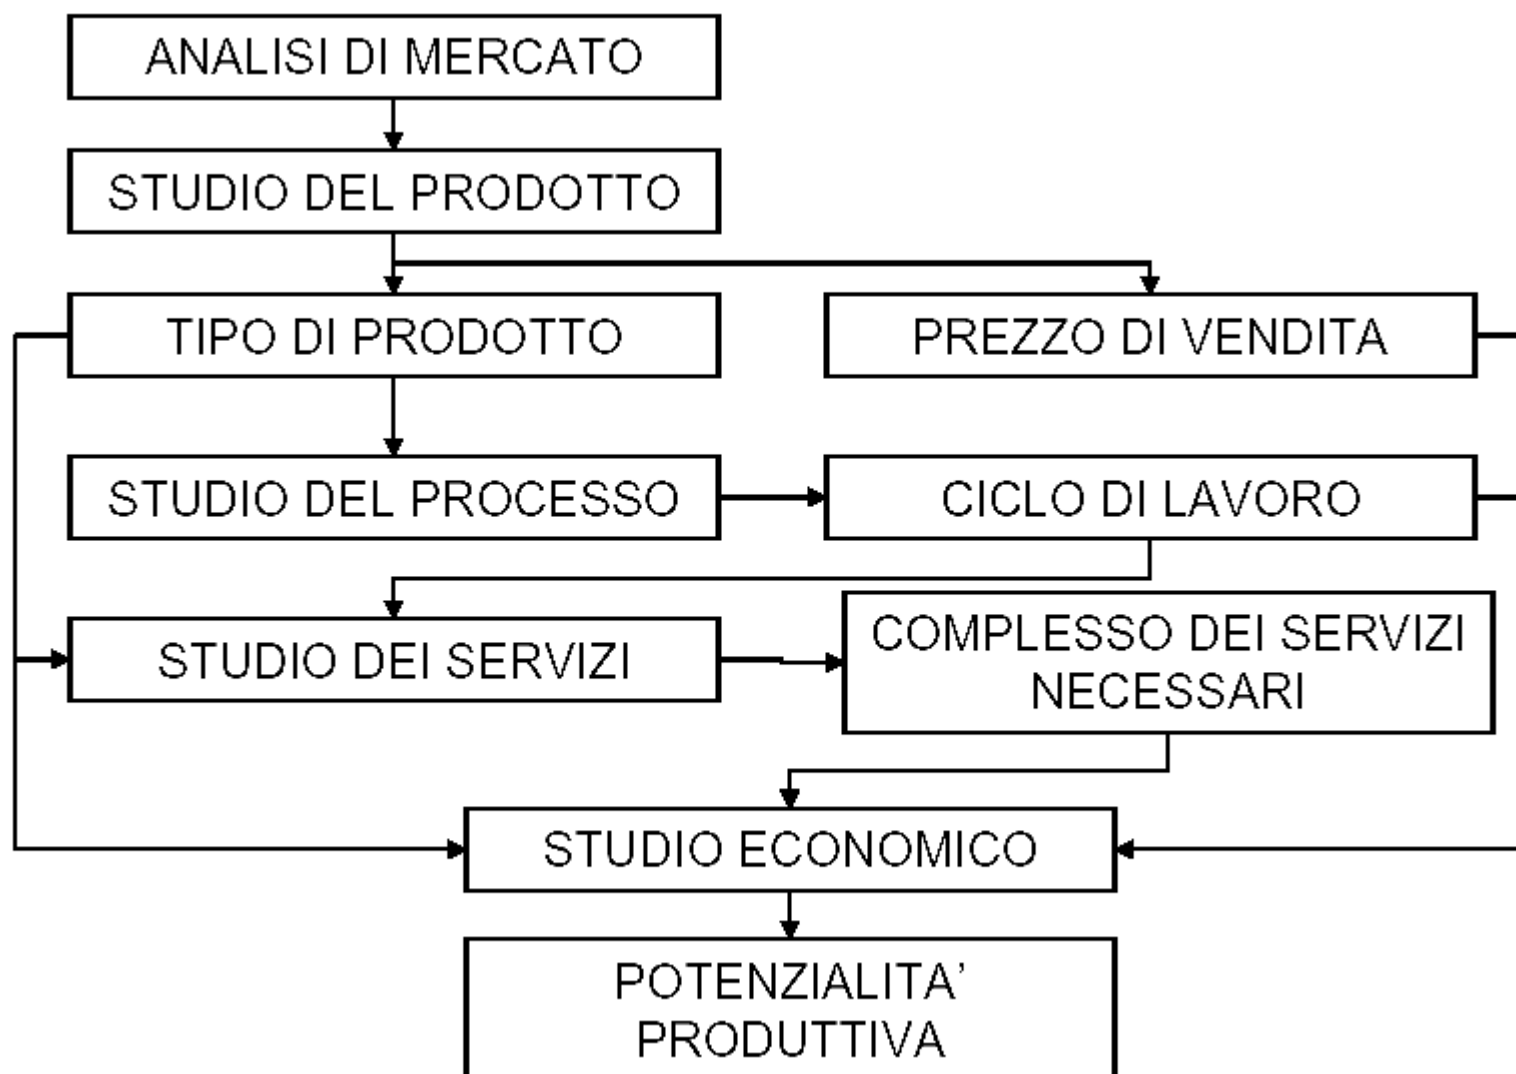 ANALISI DI MERCATO
STUDIO DEL PRODOTTO
TIPO DI PRODOTTO
PREZZO DI VENDITA
STUDIO DEL PROCESSO
CICLO DI LAVORO
STUDIO DEI SERVIZI
COMPLESSO DEI SERVIZI
NECESSARI
STUDIO ECONOMICO
POTENZIALITA’
PRODUTTIVA